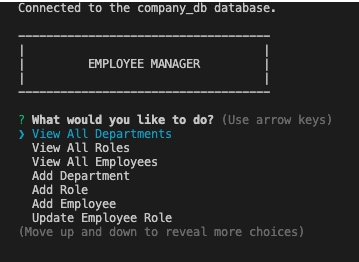 Connected to the company_db database.
EMPLOYEE MANAGER
? What would you like to do? (Use arrow keys)
❯ View All Departments
View All Roles
View All Employees
Add Department
Add Role
Add Employee
Update Employee Role
(Move up and down to reveal more choices)